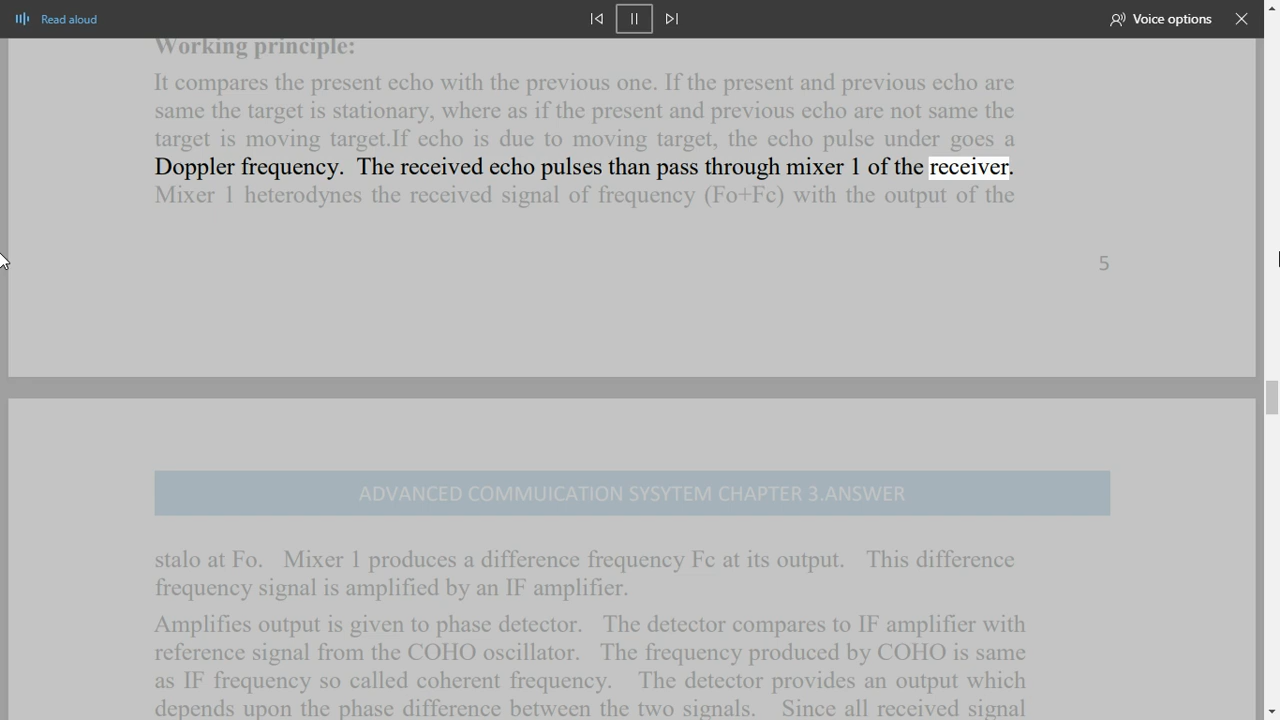 Read aloud
Voice options
Working principle:
It compares the present echo with the previous one. If the present and previous echo are
same the target is stationary, where as if the present and previous echo are not same the
target is moving target.If echo is due to moving target, the echo pulse under goes a
Doppler frequency. The received echo pulses than pass through mixer 1 of the receiver.
Mixer 1 heterodynes the received signal of frequency (Fo+Fc) with the output of the
5
ADVANCED COMMUICATION SYSYTEM CHAPTER 3.ANSWER
stalo at Fo. Mixer 1 produces a difference frequency Fc at its output. This difference
frequency signal is amplified by an IF amplifier.
Amplifies output is given to phase detector. The detector compares to IF amplifier with
reference signal from the COHO oscillator. The frequency produced by COHO is same
as IF frequency so called coherent frequency. The detector provides an output which
depends upon the phase difference between the two signals. Since all received signal